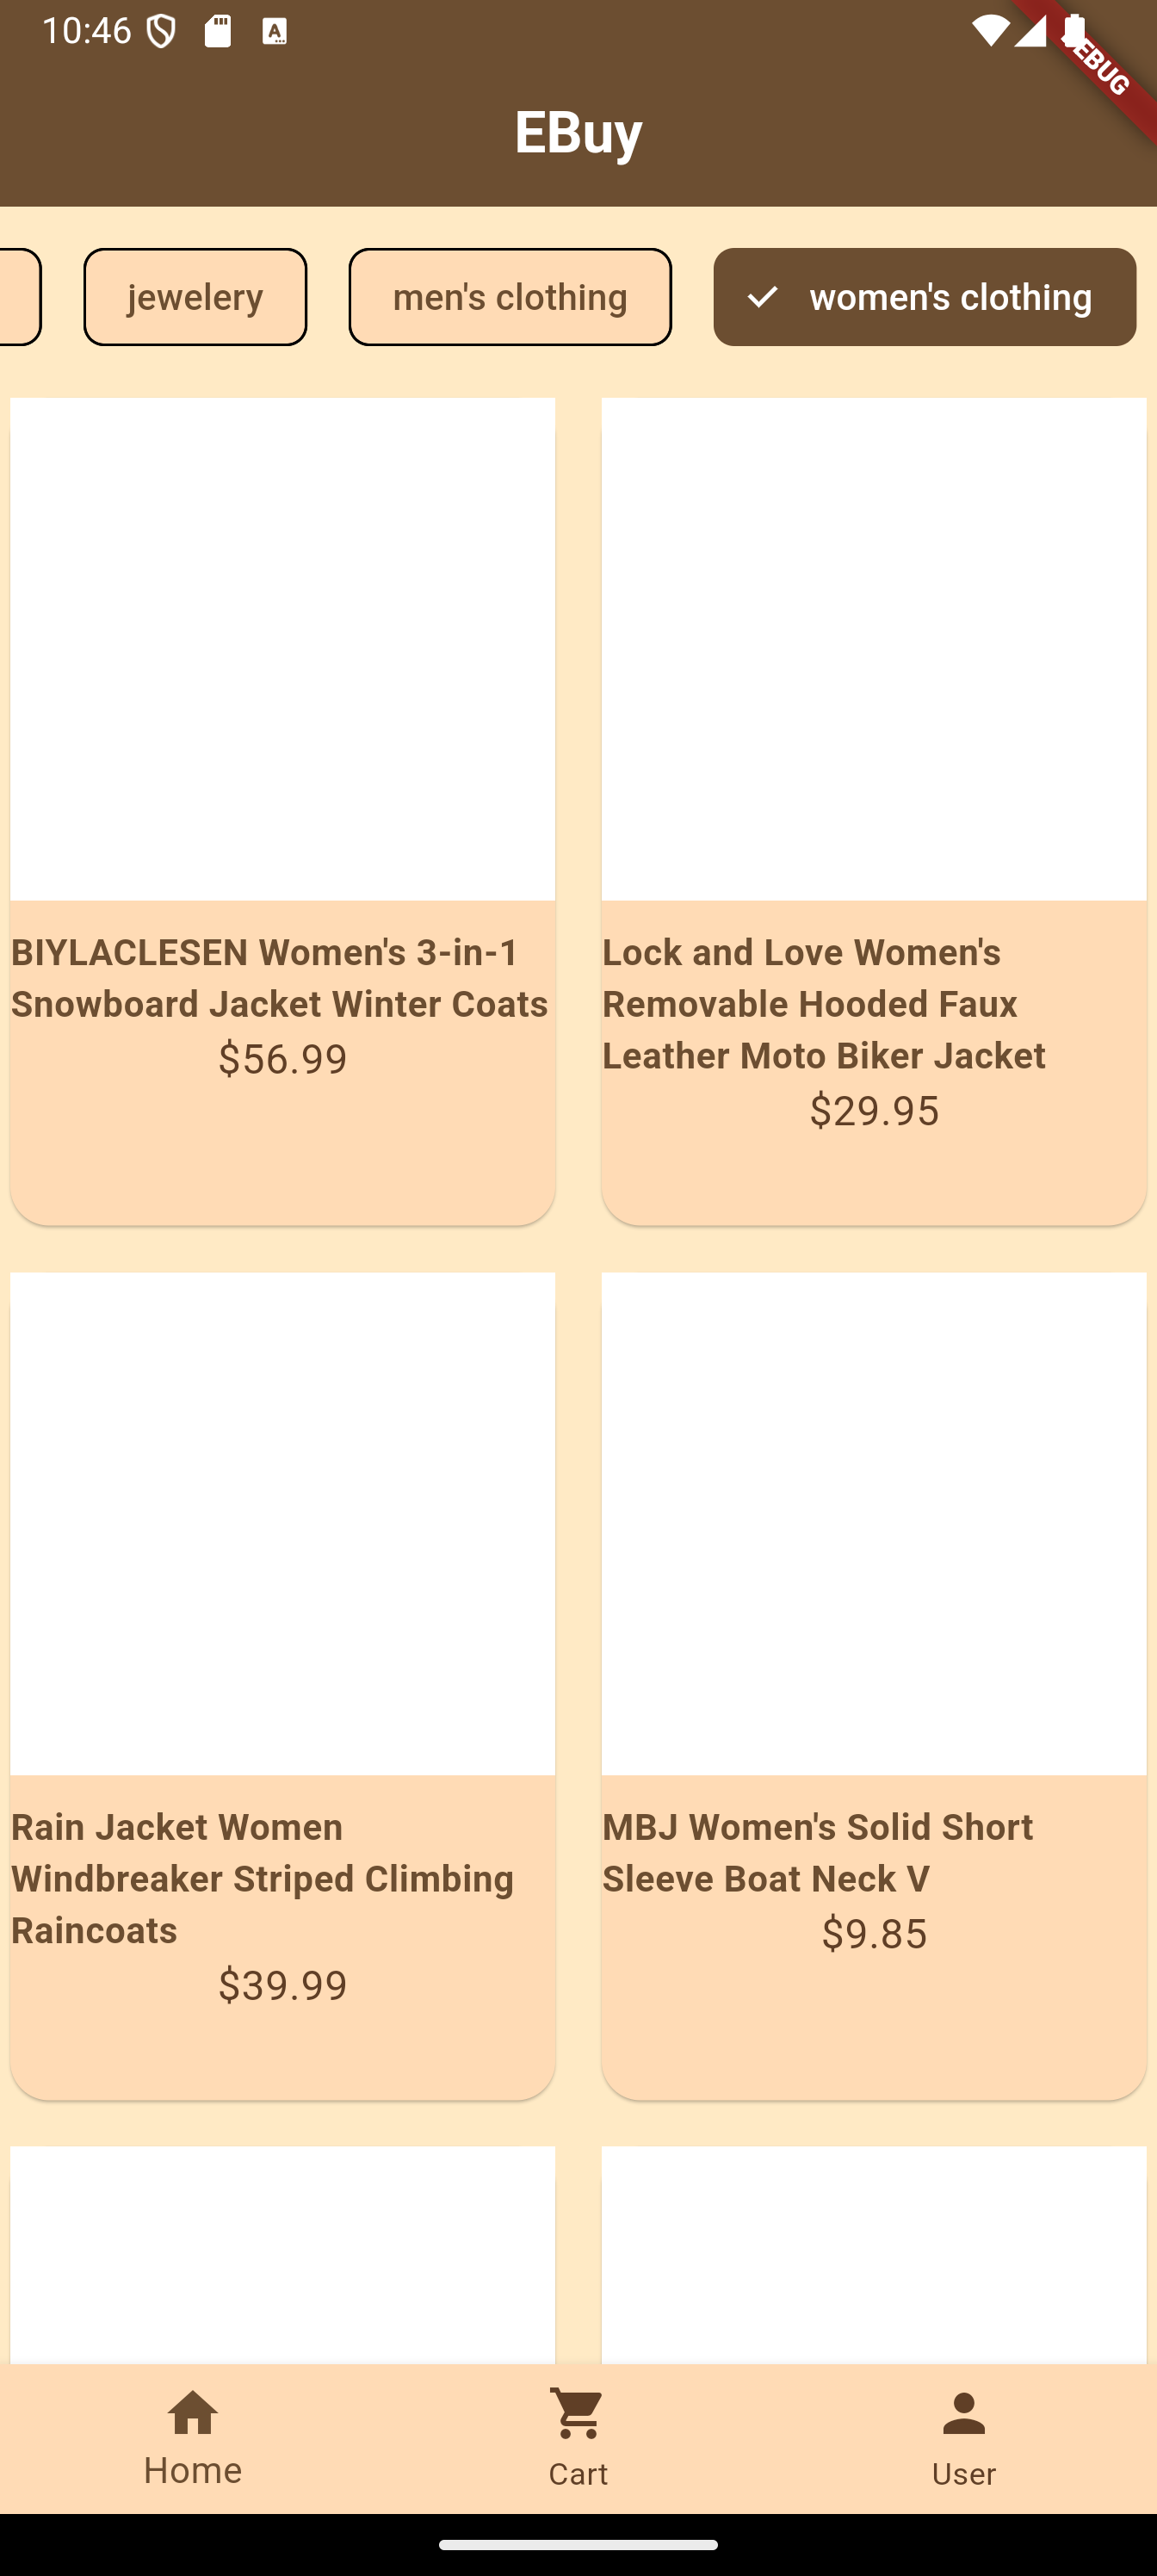 10:46
DEBUG
EBuy
jewelery
men's clothing
women's clothing
BIYLACLESEN Women's 3-in-1
Snowboard Jacket Winter Coats
$56.99
Lock and Love Women's
Removable Hooded Faux
Leather Moto Biker Jacket
$29.95
Rain Jacket Women
Windbreaker Striped Climbing
Raincoats
$39.99
MBJ Women's Solid Short
Sleeve Boat Neck V
$9.85
Home
Cart
User